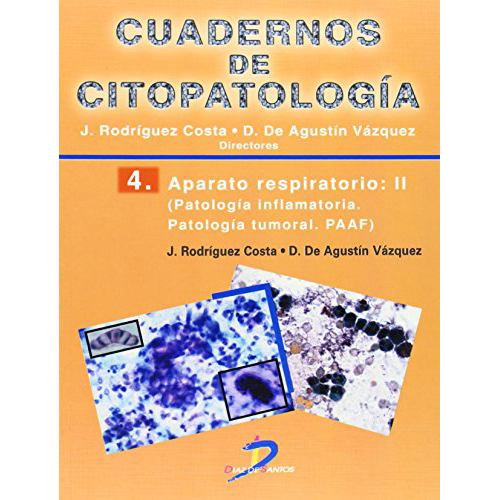 CUADERNOS
DE
CITOPATOLOGÍA
J. Rodríguez Costa • D. De Agustín Vázquez
Directores
4. Aparato respiratorio: II
(Patología inflamatoria.
Patología tumoral. PAAF)
J. Rodríguez Costa • D. De Agustín Vázquez
DIAZ DE SANTOS